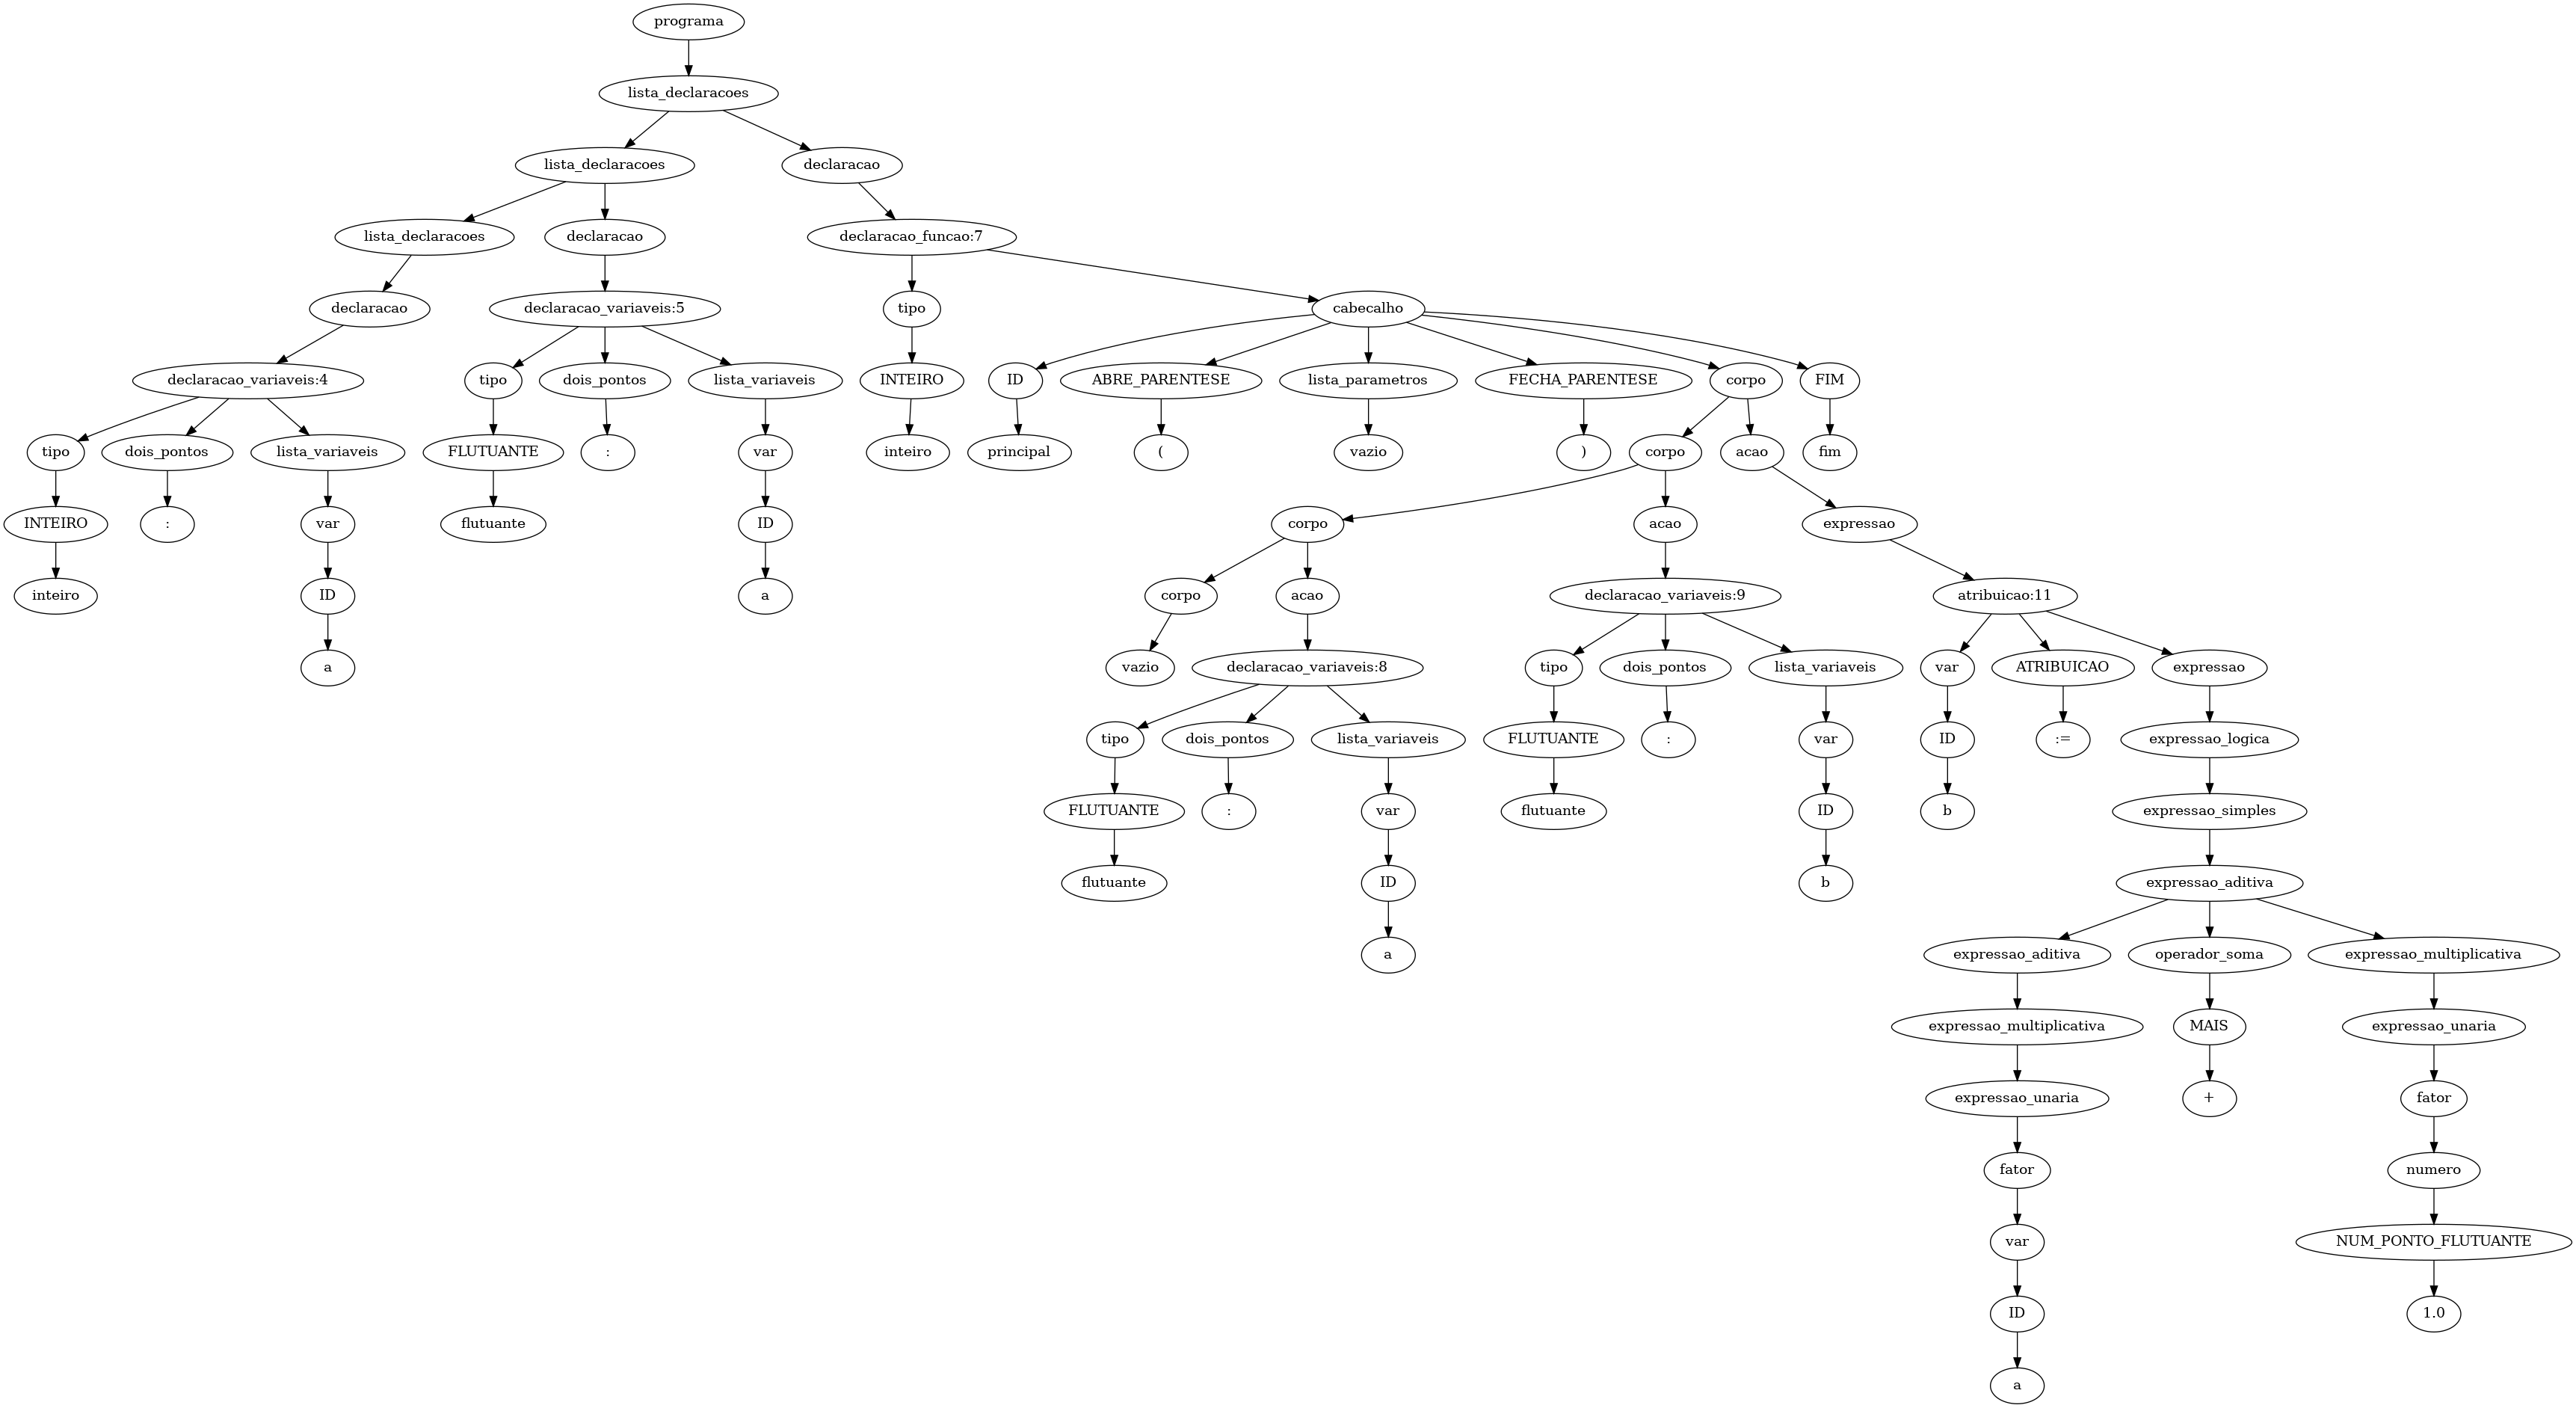 programa
lista_declaracoes
lista_declaracoes declaracao
lista_declaracoes declaracao declaracao_funcao:7
declaracao declaracao_variaveis:5 tipo cabecalho
declaracao_variaveis:4 tipo dois_pontos lista_variaveis INTEIRO ID ABRE_PARENTESE lista_parametros FECHA_PARENTESE corpo FIM
tipo dois_pontos lista_variaveis FLUTUANTE : var inteiro principal ( vazio ) corpo acao fim
INTEIRO : var flutuante ID corpo acao expressao
inteiro ID a corpo acao declaracao_variaveis:9 atribuicao:11
a vazio declaracao_variaveis:8 tipo dois_pontos lista_variaveis var ATRIBUICAO expressao
tipo dois_pontos lista_variaveis FLUTUANTE : var ID := expressao_logica
FLUTUANTE : var flutuante ID b expressao_simples
flutuante ID b expressao_aditiva
a expressao_aditiva operador_soma expressao_multiplicativa
expressao_multiplicativa MAIS expressao_unaria
expressao_unaria + fator
fator numero
var NUM_PONTO_FLUTUANTE
ID 1.0
a